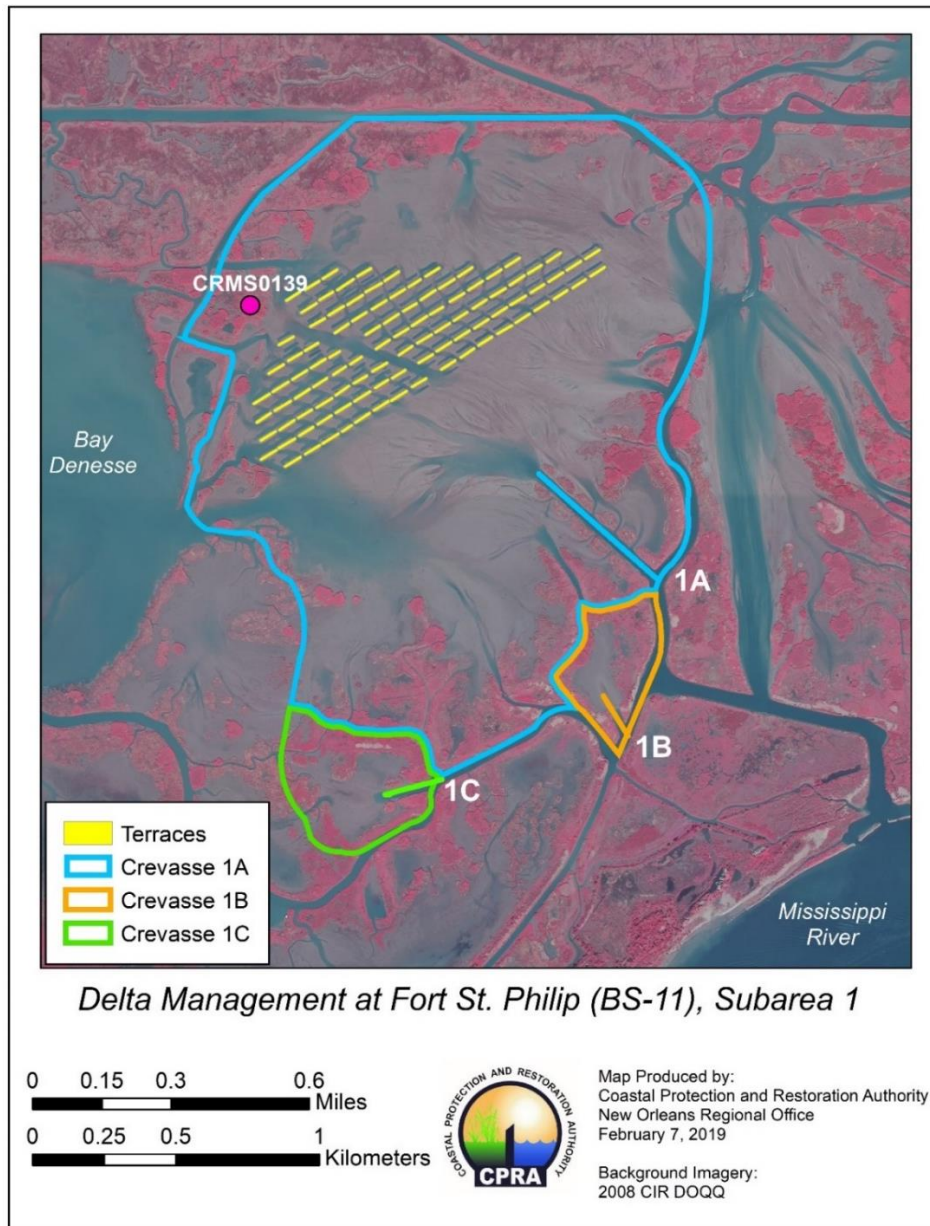 CRMS0139
Bay
Denesse
1A
1B
1C
Terraces
Crevasse 1A
Crevasse 1B
Crevasse 1C
Mississippi
River
Delta Management at Fort St. Philip (BS-11), Subarea 1
0 0.15 0.3 0.6
Miles
0 0.25 0.5 1
Kilometers
COASTAL PROTECTION AND RESTORATION AUTHORITY
CPRA
Map Produced by:
Coastal Protection and Restoration Authority
New Orleans Regional Office
February 7, 2019
Background Imagery:
2008 CIR DOQQ